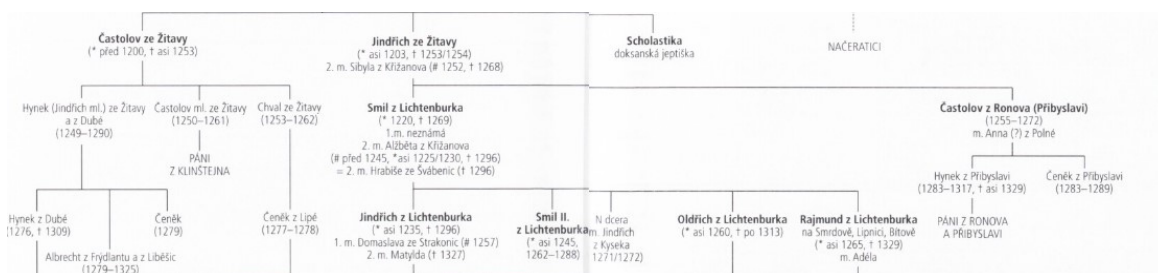 Častolov ze Žitavy
(* před 1200, † asi 1253)
Jindřich ze Žitavy
(* asi 1203, † 1253/1254)
2. m. Sibyla z Křižanova (# 1252, † 1268)
Scholastika
doksanská jeptiška
NAČERATICI
Hynek (Jindřich ml.) ze Žitavy
a z Dubé
(1249–1290)
Častolov ml. ze Žitavy
(1250–1261)
PÁNI
Z KLINŠTEJNA
Chval ze Žitavy
(1253–1262)
Smil z Lichtenburka
(* 1220, † 1269)
1.m. neznámá
2. m. Alžběta z Křižanova
(# před 1245, *asi 1225/1230, † 1296)
= 2. m. Hrabiše ze Švábenic († 1296)
Častolov z Ronova (Přibyslavi)
(1255–1272)
m. Anna (?) z Polné
Hynek z Přibyslavi
(1283–1317, † asi 1329)
Čeněk z Přibyslavi
(1283–1289)
PÁNI Z RONOVA
A PŘIBYSLAVI
Hynek z Dubé
(1276, † 1309)
Albrecht z Frýdlantu a z Liběšic
(1279–1325)
Čeněk
(1279)
Čeněk z Lipé
(1277–1278)
Jindřich z Lichtenburka
(* asi 1235, † 1296)
1. m. Domaslava ze Strakonic (# 1257)
2. m. Matylda († 1327)
Smil II.
z Lichtenburka
(* asi 1245,
1262–1288)
N dcera
m. Jindřich
z Kyseka
1271/1272)
Oldřich z Lichtenburka
(* asi 1260, † po 1313)
Rajmund z Lichtenburka
na Smrdově, Lipnici, Bítově
(* asi 1265, † 1329)
m. Adéla